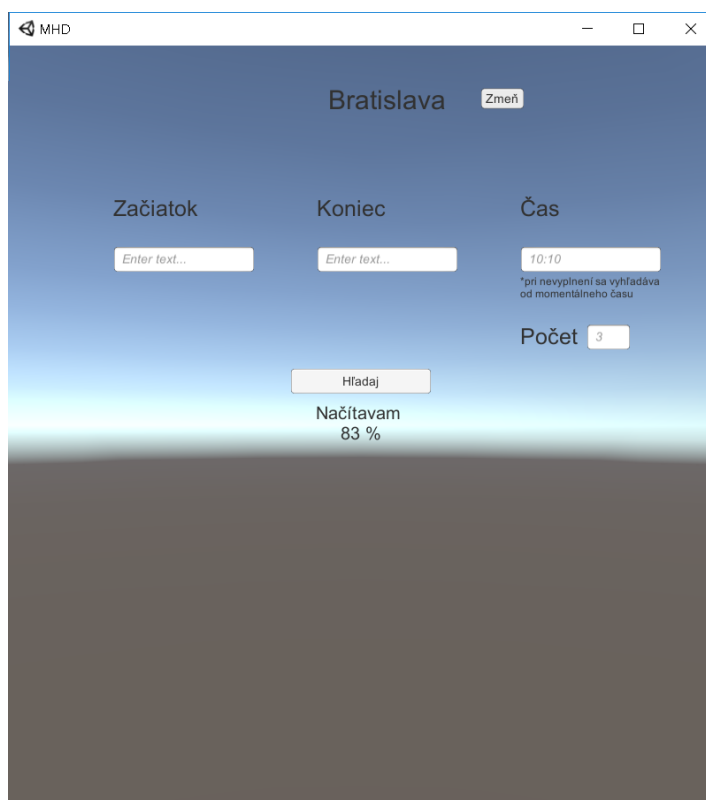 MHD
Bratislava
Zmeň
Začiatok
Koniec
Čas
Enter text...
Enter text...
10:10
*pri nevyplnení sa vyhľadáva
od momentálneho času
Počet
3
Hľadaj
Načítavam
83 %